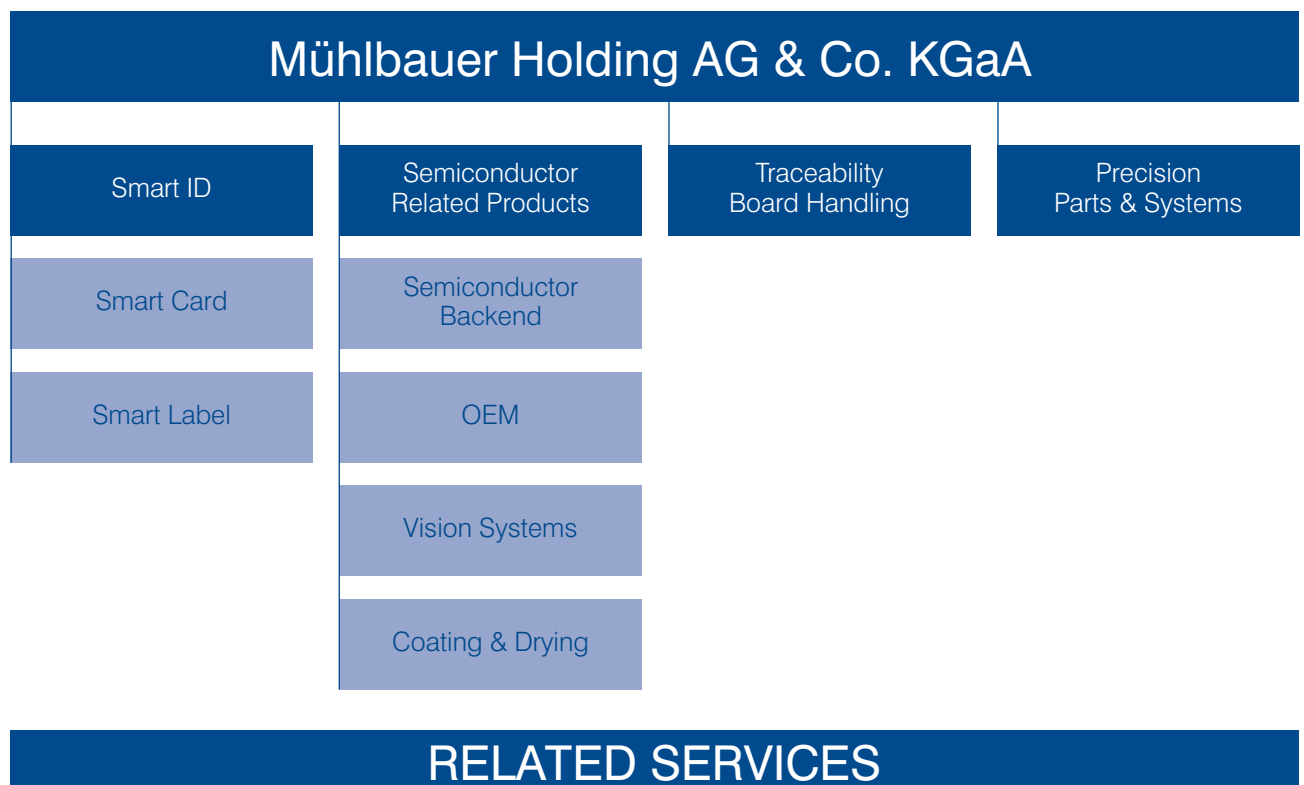 Mühlbauer Holding AG & Co. KGaA
Smart ID
Semiconductor
Related Products
Traceability
Board Handling
Precision
Parts & Systems
Smart Card
Semiconductor
Backend
Smart Label
OEM
Vision Systems
Coating & Drying
RELATED SERVICES